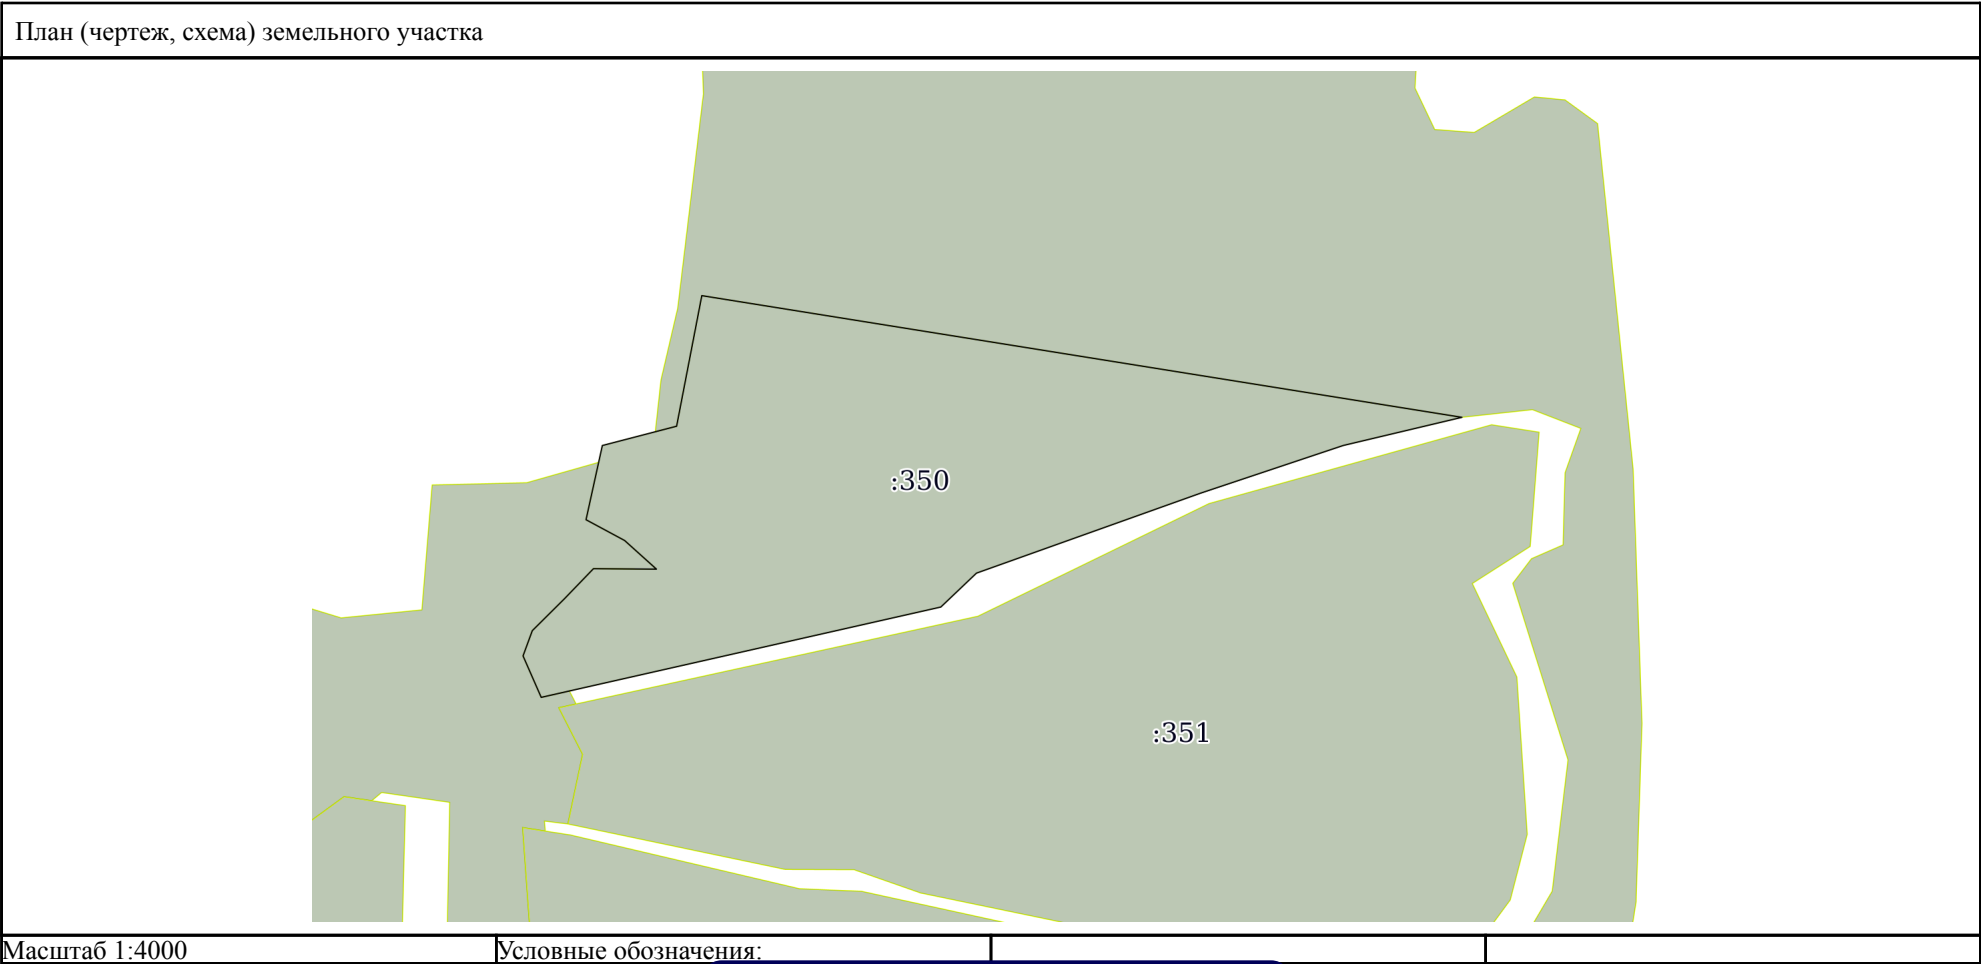 План (чертеж, схема) земельного участка
:350
:351
Масштаб 1:4000
Условные обозначения: